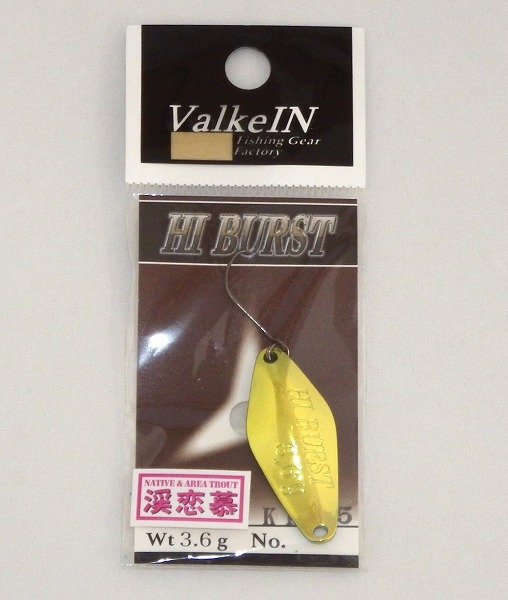 ValkeIN
Fishing Gear
Factory
HI BURST
HI BURST
3.6g
NATIVE & AREA TROUT
渓恋慕
Wt 3.6g No.